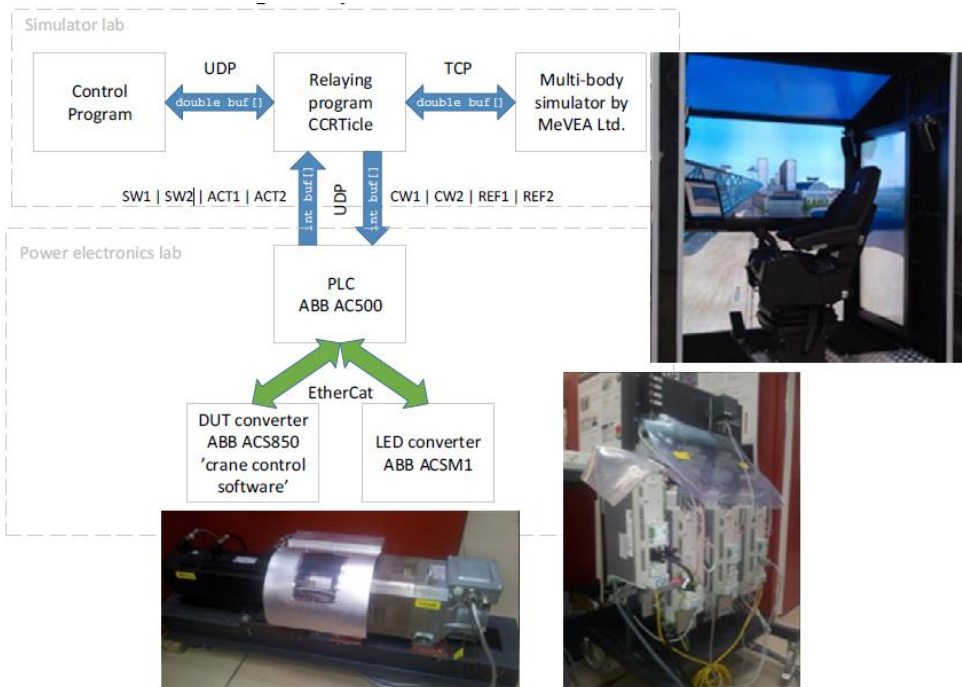 Simulator lab
Control
Program
UDP
double buf[]
Relaying
program
CCRTicle
TCP
double buf[]
Multi-body
simulator by
MeVEA Ltd.
SW1 | SW2|| ACT1 | ACT2
int buf[]
UDP
int buf[]
CW1 | CW2 | REF1 | REF2
Power electronics lab
PLC
ABB AC500
EtherCat
DUT converter
ABB ACS850
’crane control
software’
LED converter
ABB ACSM1